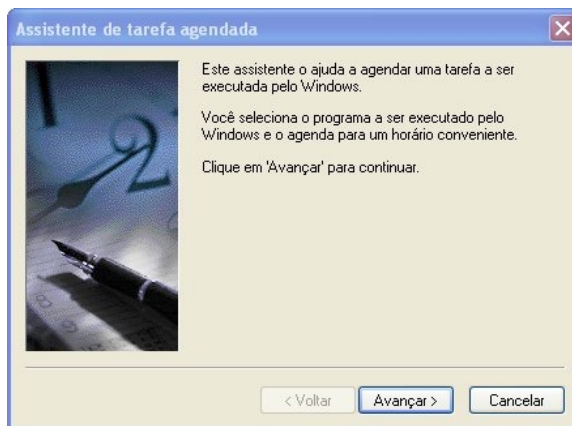 Assistente de tarefa agendada
Este assistente o ajuda a agendar uma tarefa a ser
executada pelo Windows.
Você seleciona o programa a ser executado pelo
Windows e o agenda para um horário conveniente.
Clique em 'Avançar' para continuar.
< Voltar
Avançar >
Cancelar